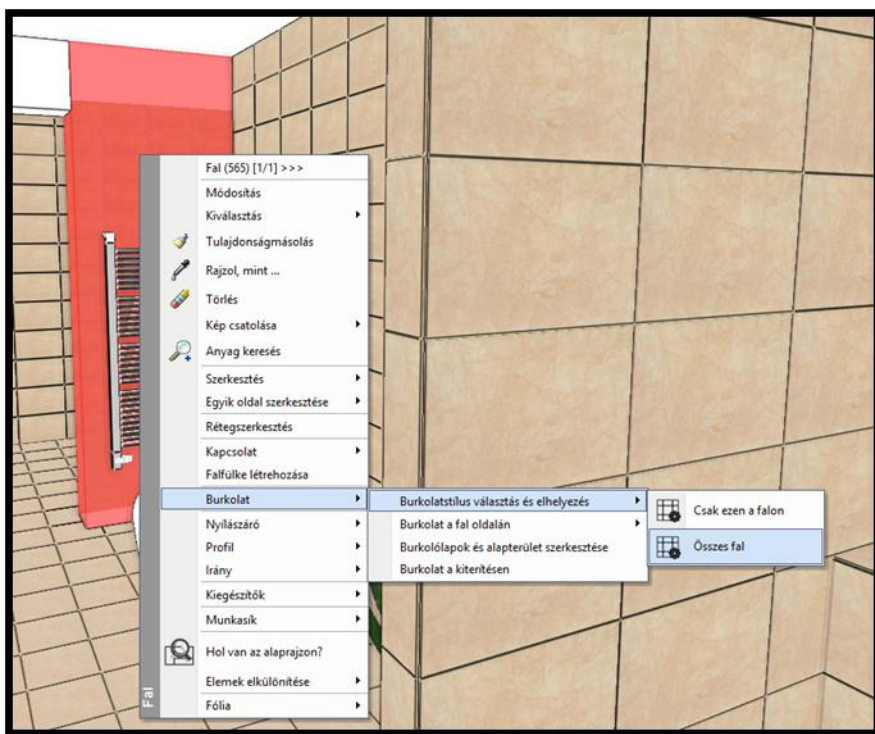 Fal (565) [1/1] >>>
Módosítás
Kiválasztás
Tulajdonságmásolás
Rajzol, mint ...
Törlés
Kép csatolása
Anyag keresés
Szerkesztés
Egyik oldal szerkesztése
Rétegszerkesztés
Kapcsolat
Falfülke létrehozása
Burkolat
Nyílászáró
Profil
Irány
Kiegészítők
Munkasík
Hol van az alaprajzon?
Elemek elkülönítése
Fólia
Fal
Burkolatstílus választás és elhelyezés
Burkolat a fal oldalán
Burkolólapok és alapterület szerkesztése
Burkolat a kiterítésen
Csak ezen a falon
Összes fal